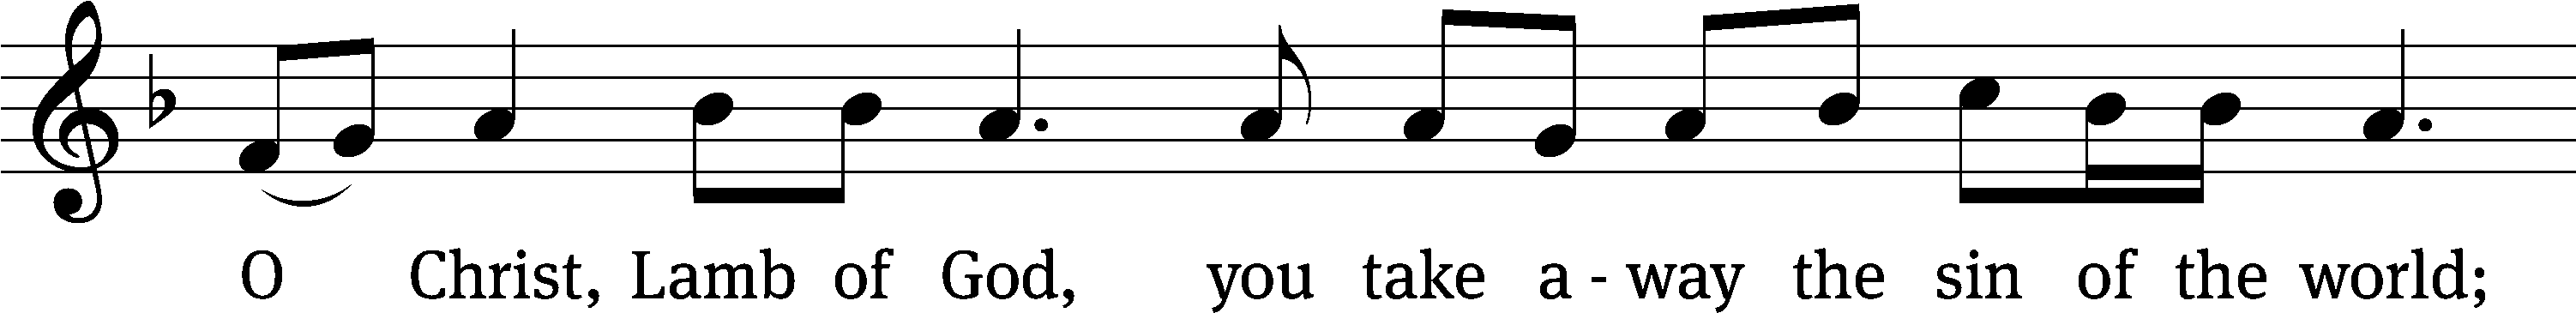 O Christ, Lamb of God, you take a - way the sin of the world;